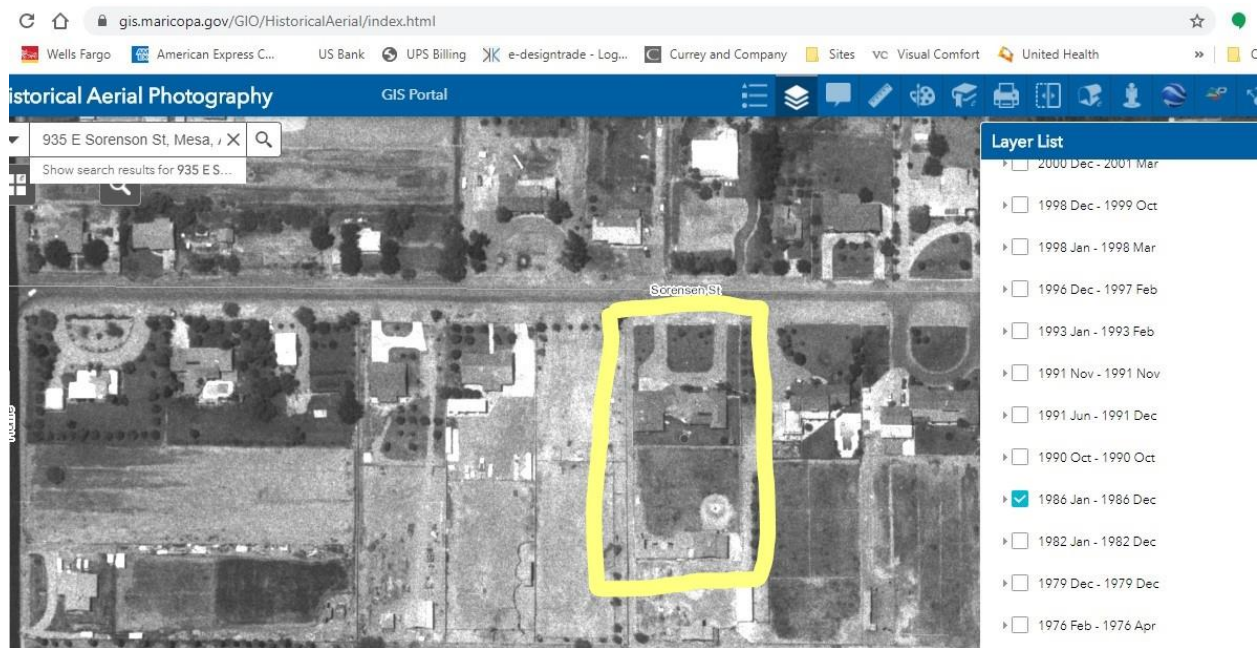 gis.maricopa.gov/GIO/HistoricalAerial/index.html
Wells Fargo American Express C... US Bank UPS Billing e-designtrade - Log... Currey and Company Sites VC Visual Comfort United Health »
istorical Aerial Photography GIS Portal
935 E Sorenson St, Mesa,
Show search results for 935 E S...
Layer List
2000 Dec - 2001 Mar
1998 Dec - 1999 Oct
1998 Jan - 1998 Mar
Sorensen St
1996 Dec - 1997 Feb
1993 Jan - 1993 Feb
1991 Nov - 1991 Nov
Horne
1991 Jun - 1991 Dec
1990 Oct - 1990 Oct
1986 Jan - 1986 Dec
1982 Jan - 1982 Dec
1979 Dec - 1979 Dec
1976 Feb - 1976 Apr